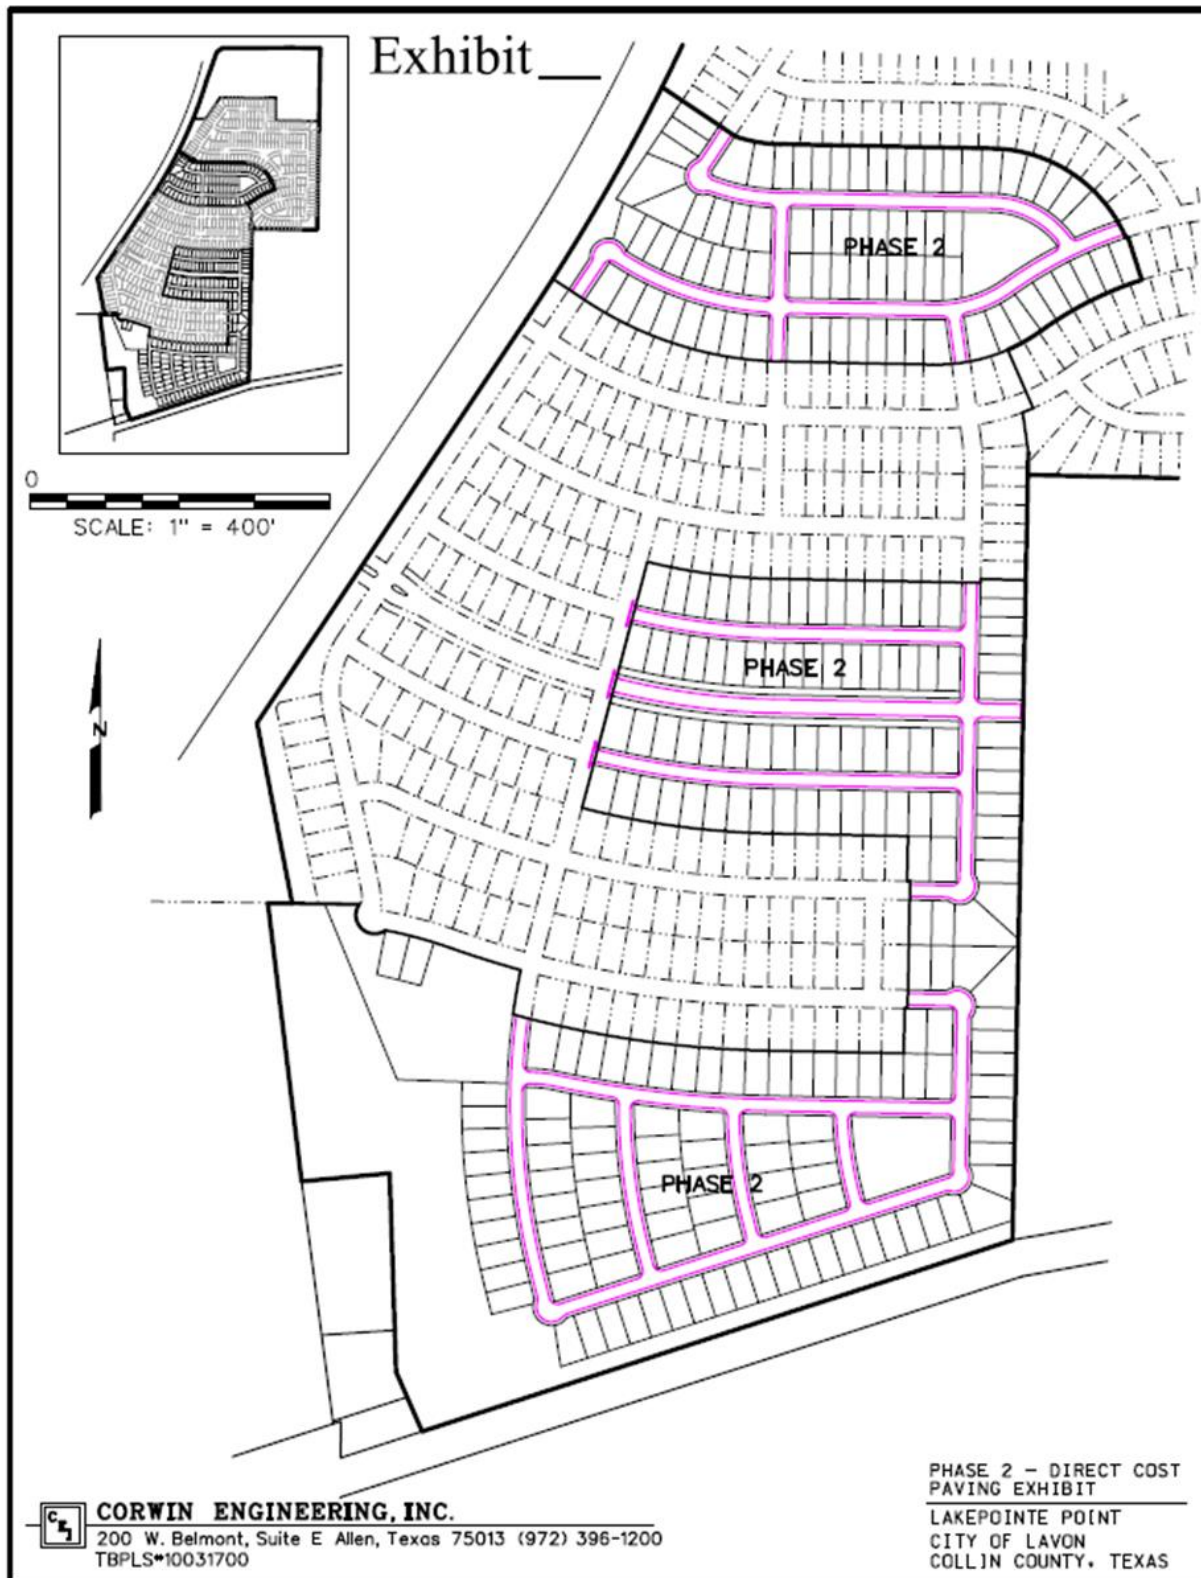 Exhibit__
0
SCALE: 1" = 400'
N
PHASE 2
PHASE 2
PHASE 2
CEI
CORWIN ENGINEERING, INC.
200 W. Belmont, Suite E Allen, Texas 75013 (972) 396-1200
TBPLS#10031700
PHASE 2 - DIRECT COST
PAVING EXHIBIT
LAKEPOINTE POINT
CITY OF LAVON
COLLIN COUNTY, TEXAS